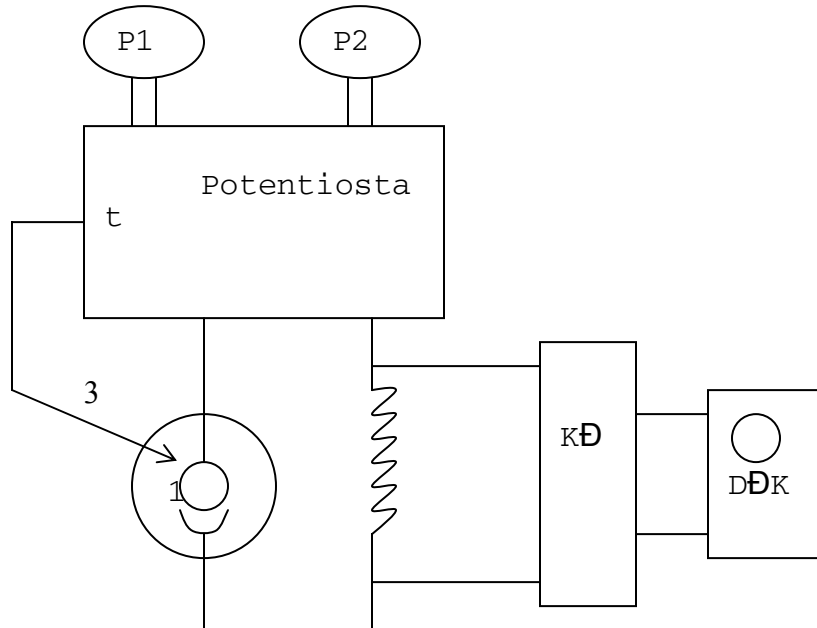 P1
P2
Potentiosta
t
3
1
KĐ
DĐK